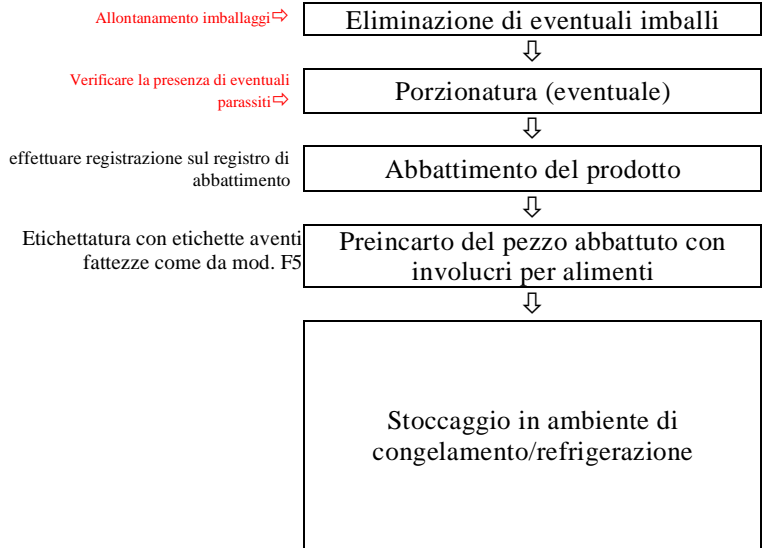 Allontanamento imballaggi⇨
Eliminazione di eventuali imballi
⇩
Verificare la presenza di eventuali
parassiti⇨
Porzionatura (eventuale)
⇩
effettuare registrazione sul registro di
abbattimento
Abbattimento del prodotto
⇩
Etichettatura con etichette aventi
fattezze come da mod. F5
Preincarto del pezzo abbattuto con
involucri per alimenti
⇩
Stoccaggio in ambiente di
congelamento/refrigerazione